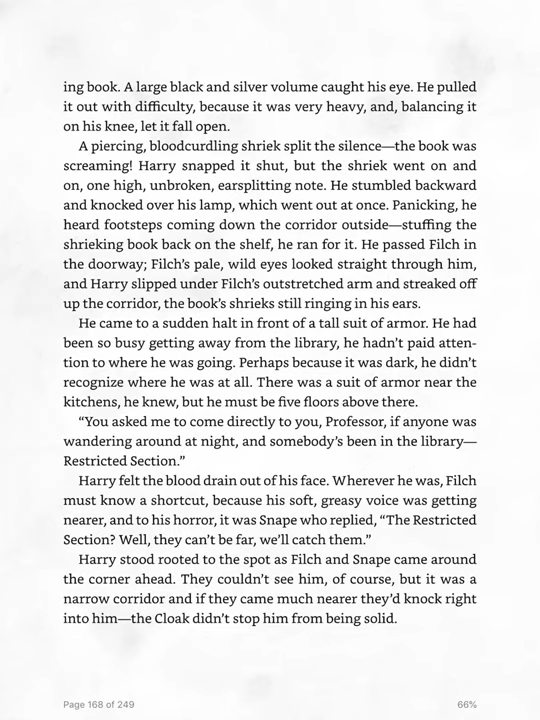 ing book. A large black and silver volume caught his eye. He pulled
it out with difficulty, because it was very heavy, and, balancing it
on his knee, let it fall open.
A piercing, bloodcurdling shriek split the silence—the book was
screaming! Harry snapped it shut, but the shriek went on and
on, one high, unbroken, earsplitting note. He stumbled backward
and knocked over his lamp, which went out at once. Panicking, he
heard footsteps coming down the corridor outside—stuffing the
shrieking book back on the shelf, he ran for it. He passed Filch in
the doorway; Filch’s pale, wild eyes looked straight through him,
and Harry slipped under Filch’s outstretched arm and streaked off
up the corridor, the book’s shrieks still ringing in his ears.
He came to a sudden halt in front of a tall suit of armor. He had
been so busy getting away from the library, he hadn’t paid atten-
tion to where he was going. Perhaps because it was dark, he didn’t
recognize where he was at all. There was a suit of armor near the
kitchens, he knew, but he must be five floors above there.
“You asked me to come directly to you, Professor, if anyone was
wandering around at night, and somebody’s been in the library—
Restricted Section.”
Harry felt the blood drain out of his face. Wherever he was, Filch
must know a shortcut, because his soft, greasy voice was getting
nearer, and to his horror, it was Snape who replied, “The Restricted
Section? Well, they can’t be far, we’ll catch them.”
Harry stood rooted to the spot as Filch and Snape came around
the corner ahead. They couldn’t see him, of course, but it was a
narrow corridor and if they came much nearer they’d knock right
into him—the Cloak didn’t stop him from being solid.
Page 168 of 249
66%